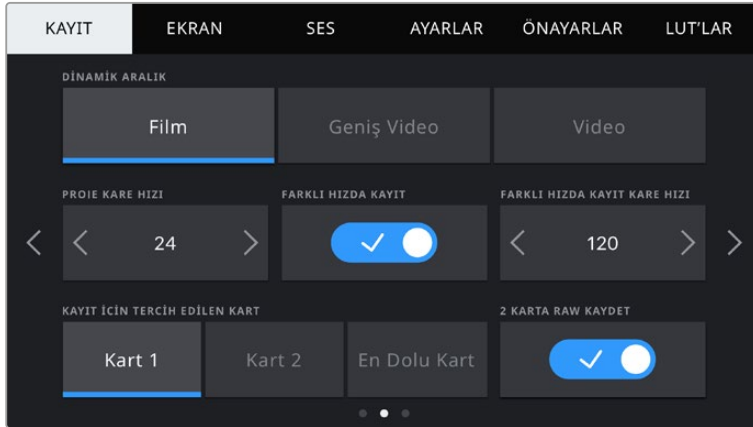 KAYIT EKRAN SES AYARLAR ÖNAYARLAR LUT'LAR
DİNAMİK ARALIK
Film Geniş Video Video
PROJE KARE HIZI FARKLI HIZDA KAYIT FARKLI HIZDA KAYIT KARE HIZI
24 120
KAYIT İÇİN TERCİH EDİLEN KART 2 KARTA RAW KAYDET
Kart 1 Kart 2 En Dolu Kart